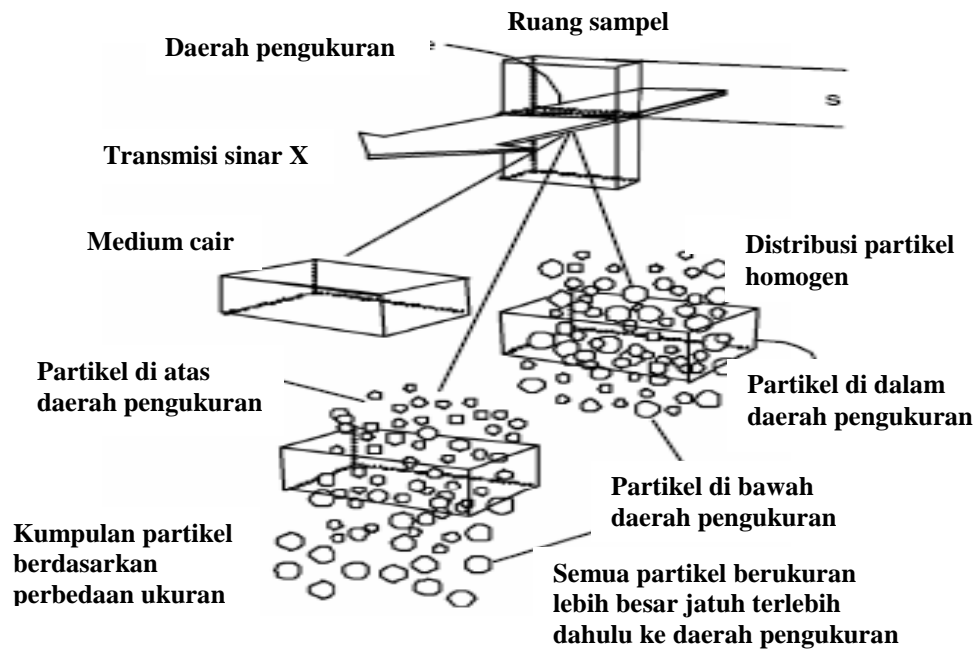 Ruang sampel
Daerah pengukuran
S
Transmisi sinar X
Medium cair
Distribusi partikel
homogen
Partikel di atas
daerah pengukuran
Partikel di dalam
daerah pengukuran
Partikel di bawah
daerah pengukuran
Kumpulan partikel
berdasarkan
perbedaan ukuran
Semua partikel berukuran
lebih besar jatuh terlebih
dahulu ke daerah pengukuran